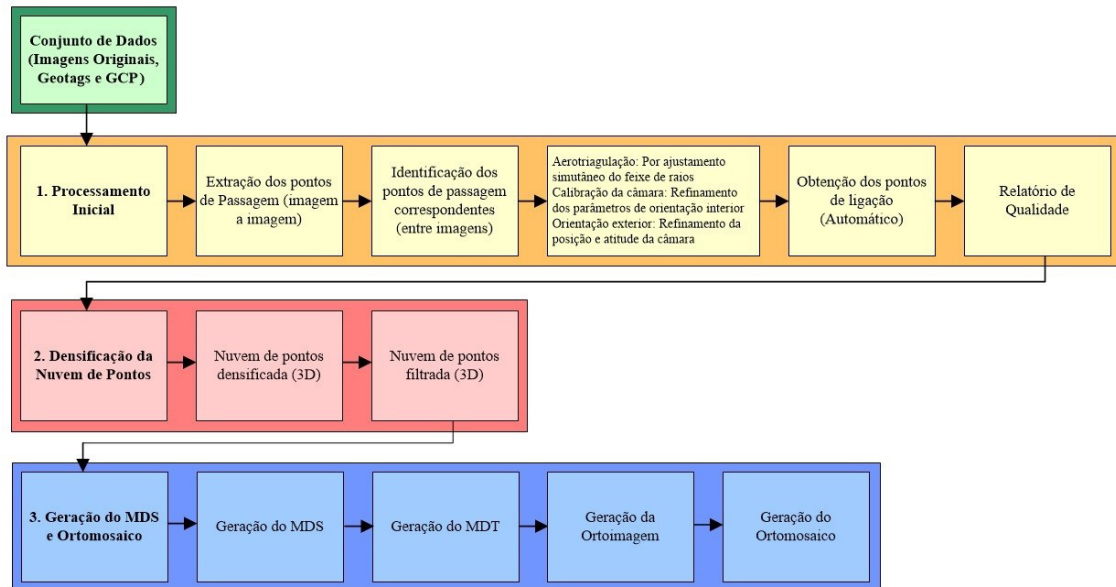 Conjunto de Dados
(Imagens Originais,
Geotags e GCP)
1. Processamento
Inicial
Extração dos pontos
de Passagem (imagem
a imagem)
Identificação dos
pontos de passagem
correspondentes
(entre imagens)
Aerotriagulação: Por ajustamento
simutâneo do feixe de raios
Calibração da câmara: Refinamento
dos parâmetros de orientação interior
Orientação exterior: Refinamento da
posição e atitude da câmara
Obtenção dos pontos
de ligação
(Automático)
Relatório de
Qualidade
2. Densificação da
Nuvem de Pontos
Nuvem de pontos
densificada (3D)
Nuvem de pontos
filtrada (3D)
3. Geração do MDS
e Ortomosaico
Geração do MDS
Geração do MDT
Geração da
Ortoimagem
Geração do
Ortomosaico